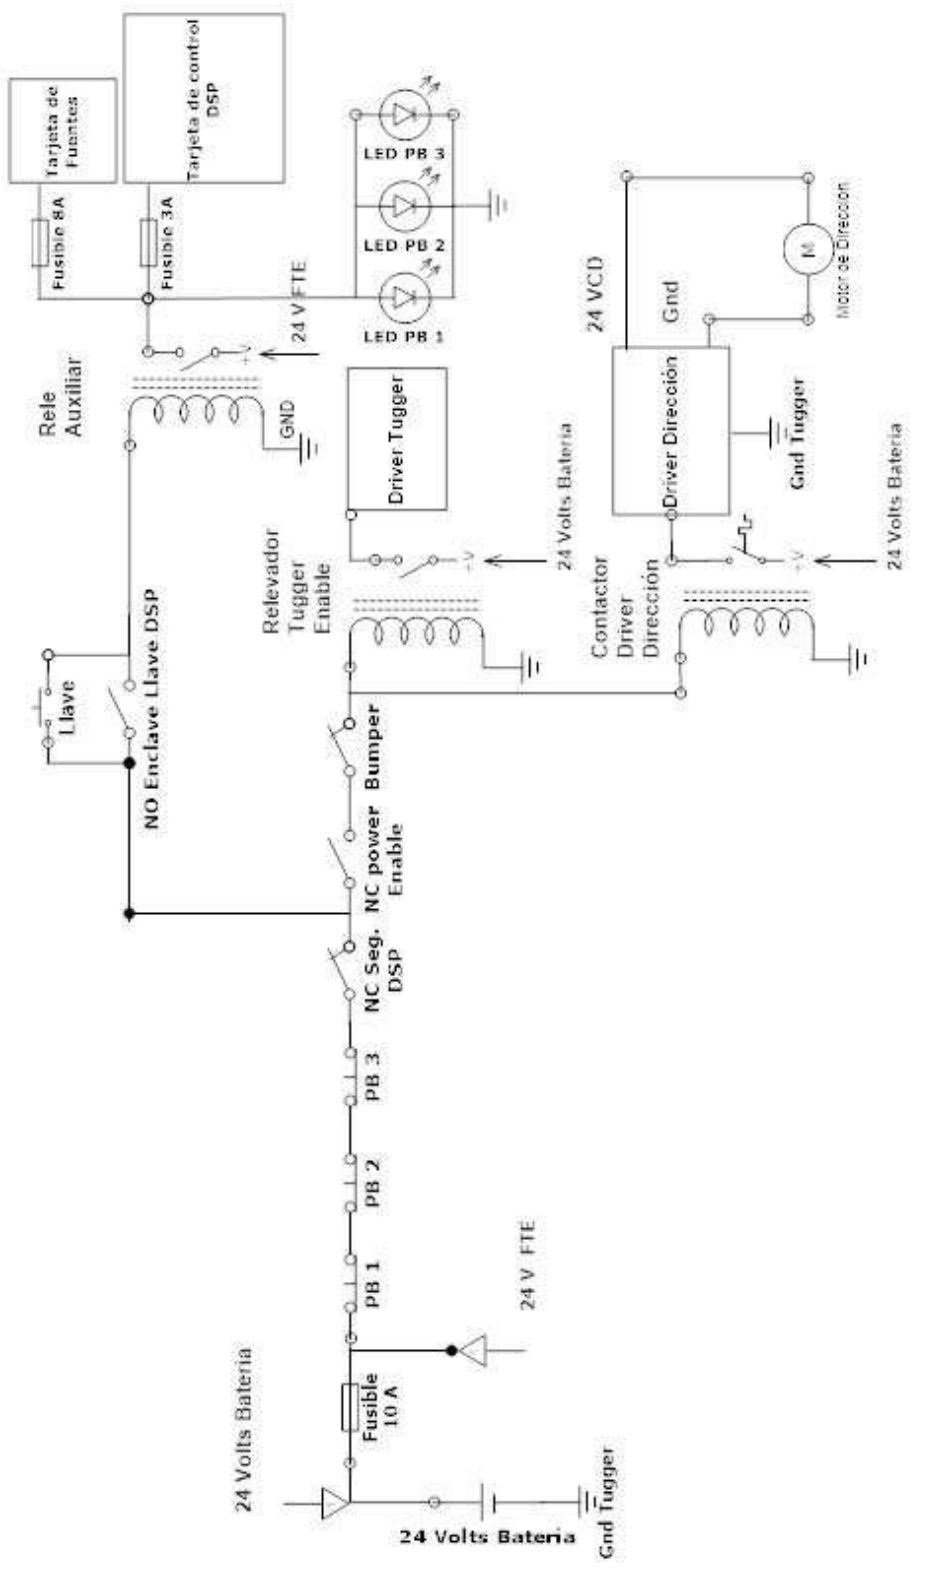 Tarjeta de
Fuentes
Tarjeta de control
DSP
Fusible 8A
Fusible 3A
LED PB 3
LED PB 2
LED PB 1
24 V FTE
+V
Rele
Auxiliar
GND
Llave
NO Enclave Llave DSP
Driver Tugger
Relevador
Tugger
Enable
+V
24 Volts Bateria
24 VCD
Gnd
M
Motor de Dirección
Driver Dirección
Gnd Tugger
Contactor
Driver
Dirección
+V
24 Volts Bateria
Bumper
NC power
Enable
NC Seg.
DSP
PB 3
PB 2
PB 1
24 V FTE
Fusible
10 A
24 Volts Bateria
24 Volts Bateria
Gnd Tugger